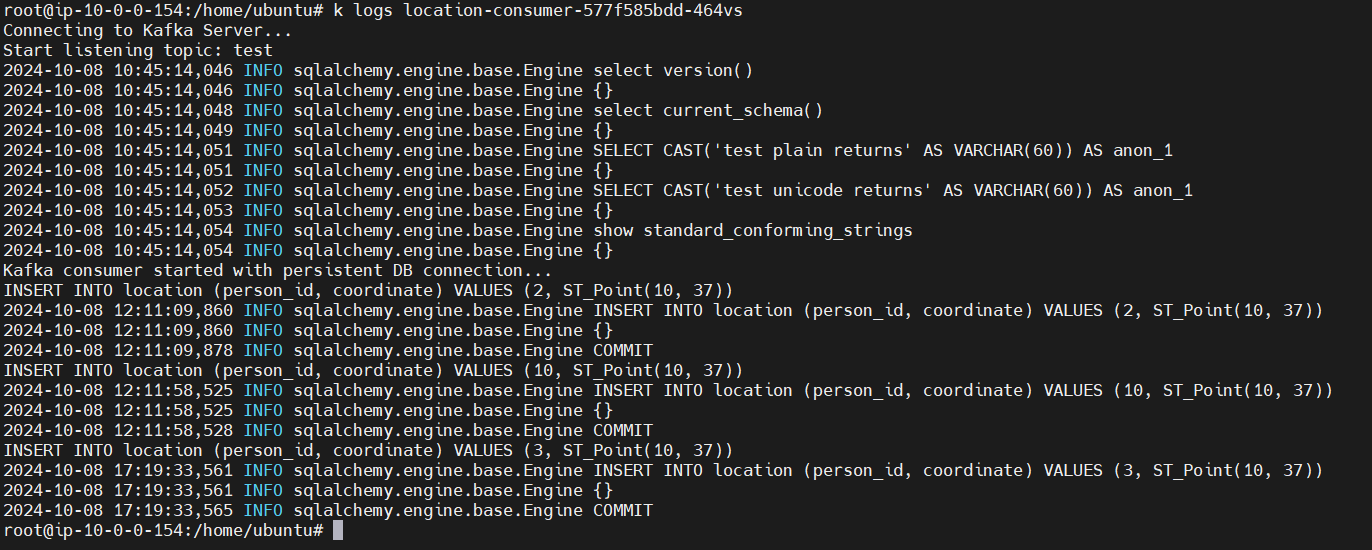 root@ip-10-0-0-154:/home/ubuntu# k logs location-consumer-577f585bdd-464vs
Connecting to Kafka Server...
Start listening topic: test
2024-10-08 10:45:14,046 INFO sqlalchemy.engine.base.Engine select version()
2024-10-08 10:45:14,046 INFO sqlalchemy.engine.base.Engine {}
2024-10-08 10:45:14,048 INFO sqlalchemy.engine.base.Engine select current_schema()
2024-10-08 10:45:14,049 INFO sqlalchemy.engine.base.Engine {}
2024-10-08 10:45:14,051 INFO sqlalchemy.engine.base.Engine SELECT CAST('test plain returns' AS VARCHAR(60)) AS anon_1
2024-10-08 10:45:14,051 INFO sqlalchemy.engine.base.Engine {}
2024-10-08 10:45:14,052 INFO sqlalchemy.engine.base.Engine SELECT CAST('test unicode returns' AS VARCHAR(60)) AS anon_1
2024-10-08 10:45:14,053 INFO sqlalchemy.engine.base.Engine {}
2024-10-08 10:45:14,054 INFO sqlalchemy.engine.base.Engine show standard_conforming_strings
2024-10-08 10:45:14,054 INFO sqlalchemy.engine.base.Engine {}
Kafka consumer started with persistent DB connection...
INSERT INTO location (person_id, coordinate) VALUES (2, ST_Point(10, 37))
2024-10-08 12:11:09,860 INFO sqlalchemy.engine.base.Engine INSERT INTO location (person_id, coordinate) VALUES (2, ST_Point(10, 37))
2024-10-08 12:11:09,860 INFO sqlalchemy.engine.base.Engine {}
2024-10-08 12:11:09,878 INFO sqlalchemy.engine.base.Engine COMMIT
INSERT INTO location (person_id, coordinate) VALUES (10, ST_Point(10, 37))
2024-10-08 12:11:58,525 INFO sqlalchemy.engine.base.Engine INSERT INTO location (person_id, coordinate) VALUES (10, ST_Point(10, 37))
2024-10-08 12:11:58,525 INFO sqlalchemy.engine.base.Engine {}
2024-10-08 12:11:58,528 INFO sqlalchemy.engine.base.Engine COMMIT
INSERT INTO location (person_id, coordinate) VALUES (3, ST_Point(10, 37))
2024-10-08 17:19:33,561 INFO sqlalchemy.engine.base.Engine INSERT INTO location (person_id, coordinate) VALUES (3, ST_Point(10, 37))
2024-10-08 17:19:33,561 INFO sqlalchemy.engine.base.Engine {}
2024-10-08 17:19:33,565 INFO sqlalchemy.engine.base.Engine COMMIT
root@ip-10-0-0-154:/home/ubuntu#